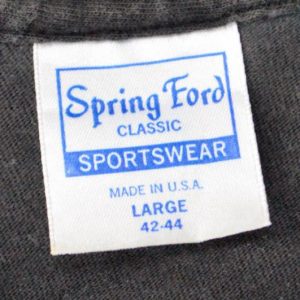 Spring Ford
CLASSIC
SPORTSWEAR
MADE IN U.S.A.
LARGE
42-44